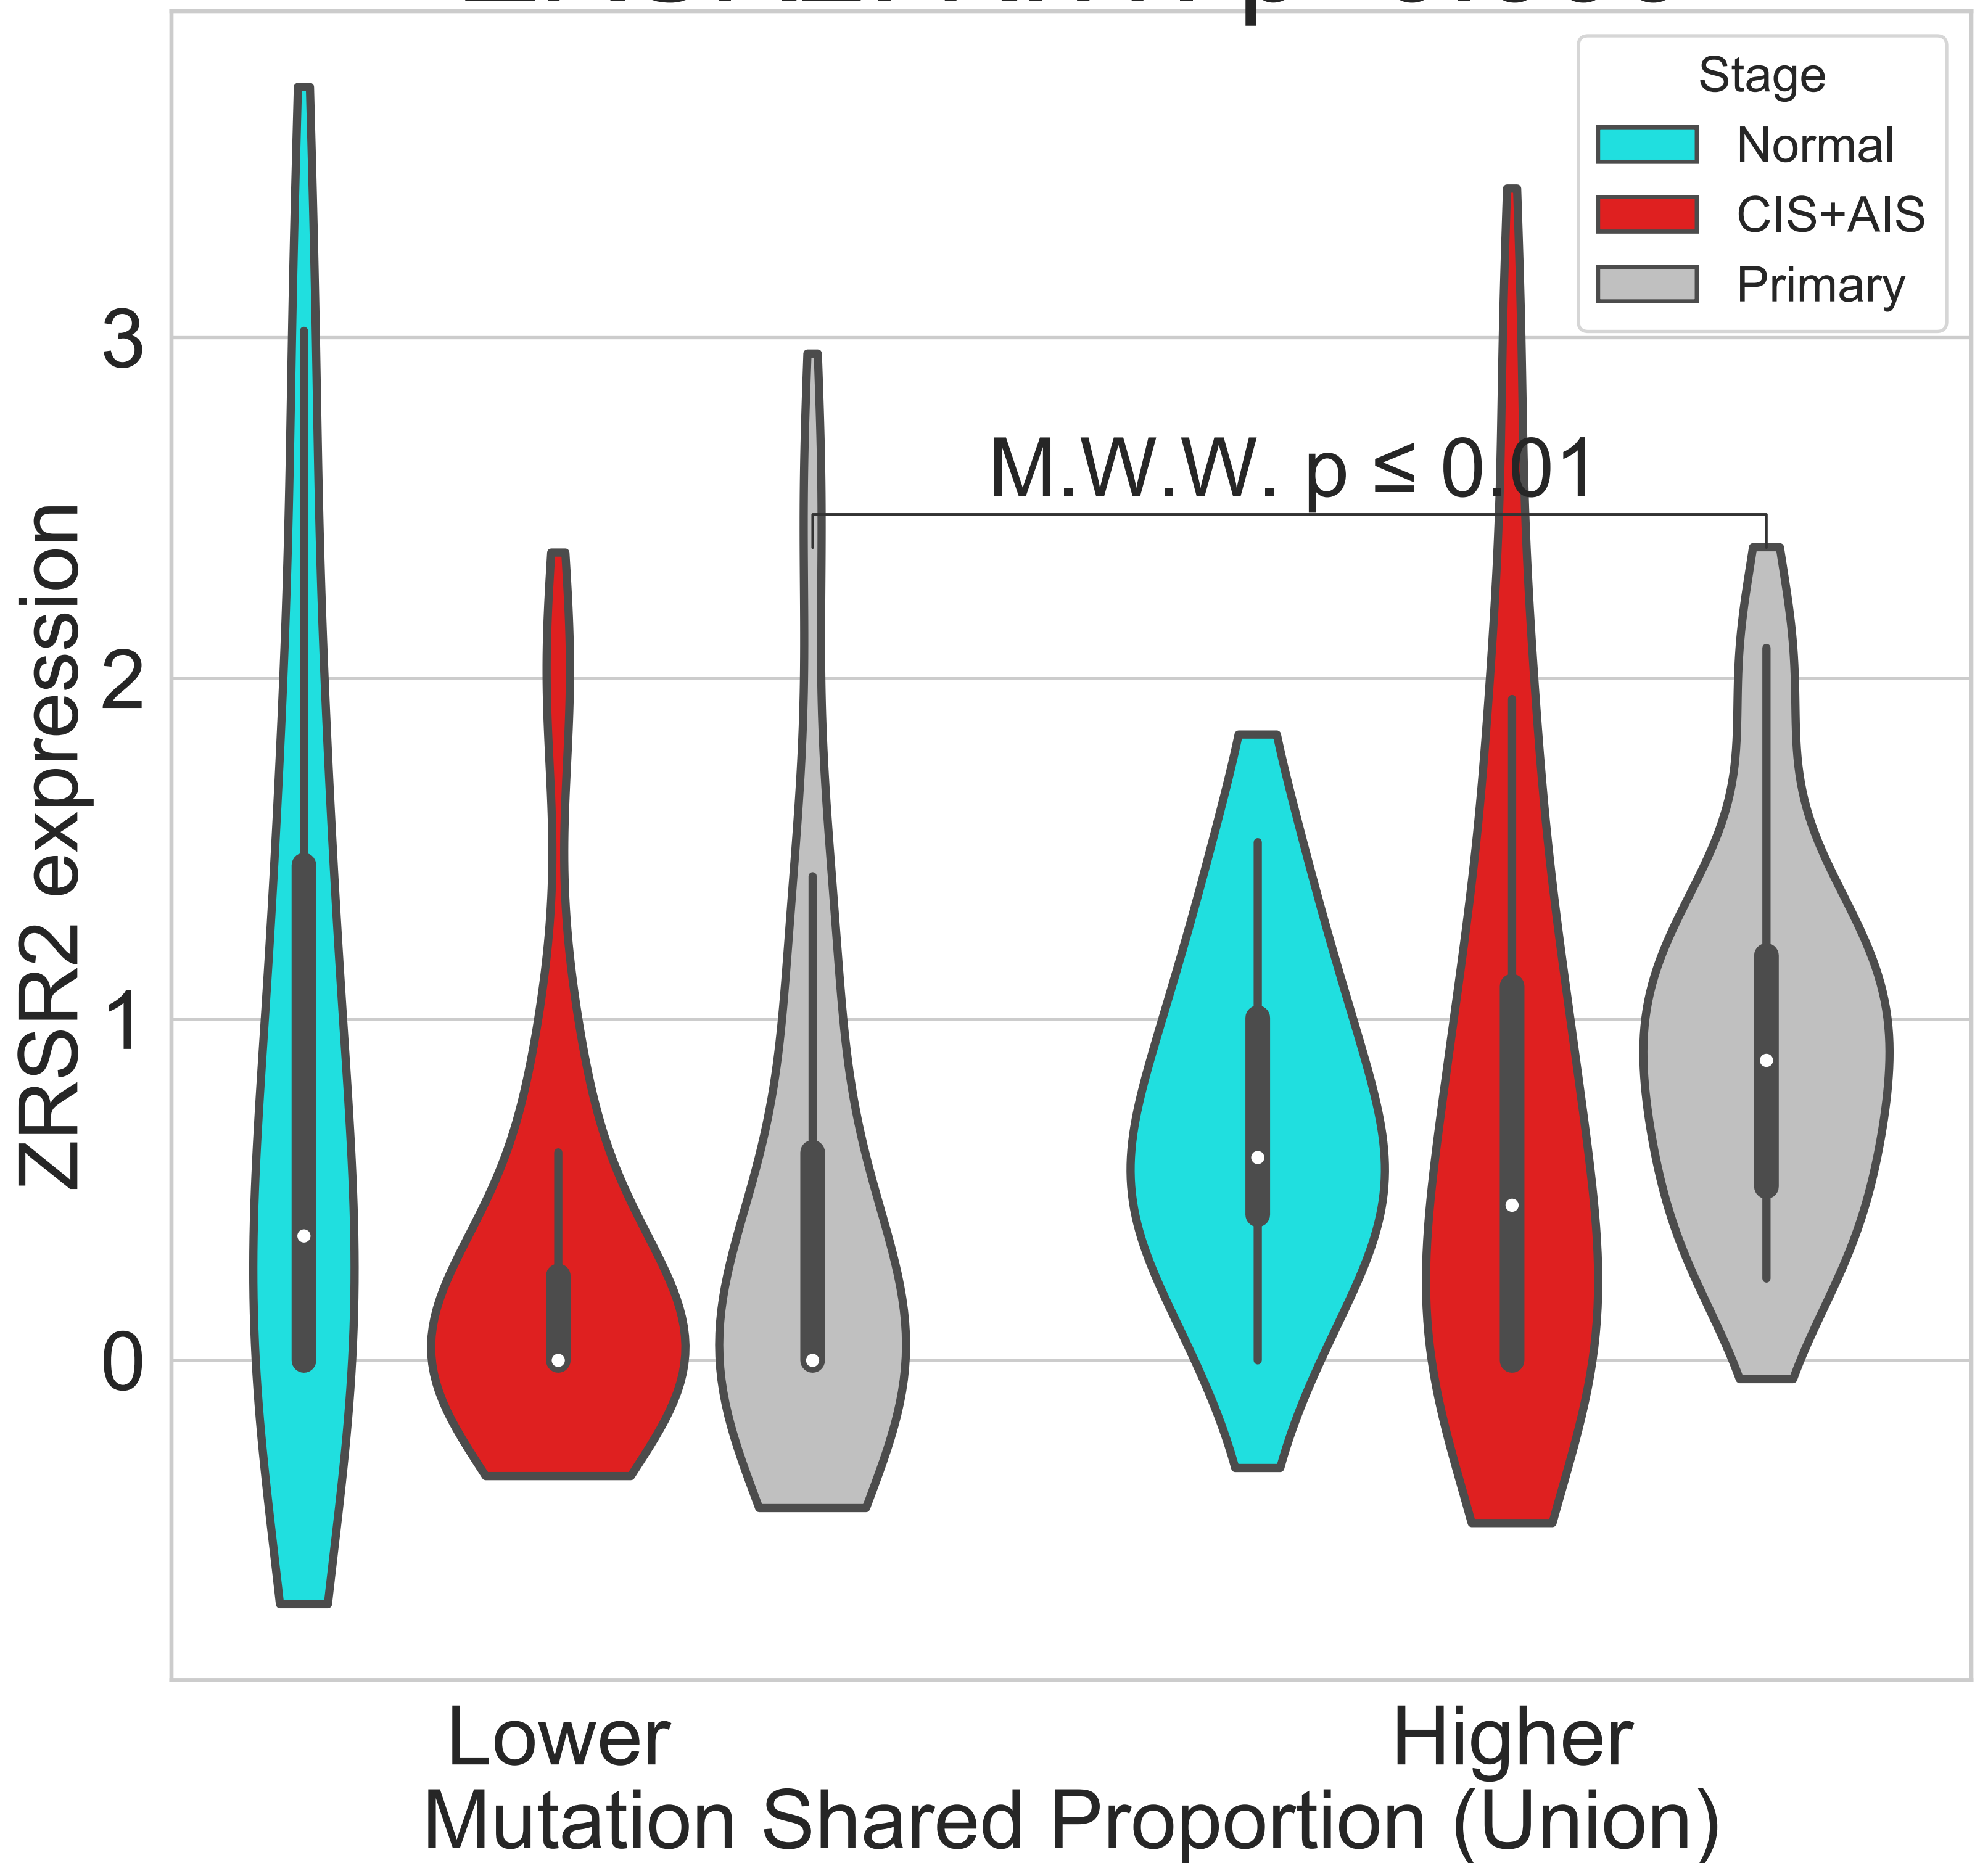 Stage
Normal
CIS+AIS
Primary
M.W.W. p ≤ 0.01
ZRSR2 expression
3
2
1
0
Lower
Higher
Mutation Shared Proportion (Union)